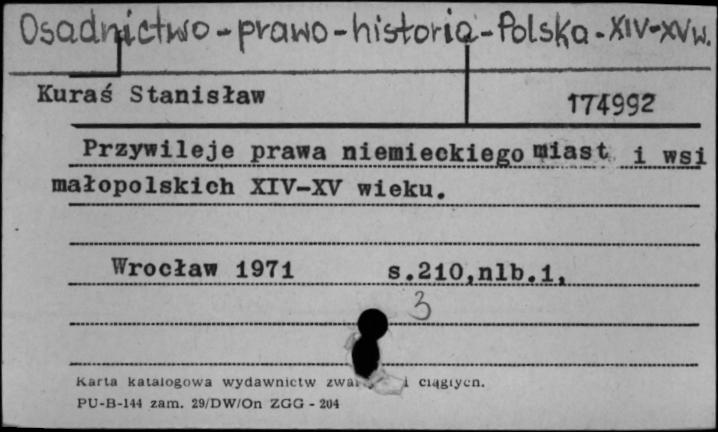 Osadnictwo-prawo-historia-Polska-XIV-XVw.
Kuraś Stanisław
174992
Przywileje prawa niemieckiego miast i wsi
małopolskich XIV-XV wieku.
Wrocław 1971 s.210,nlb.1,
3
Karta katalogowa wydawnictw i ciągłych.
PU-B-144 zam. 29/DW/On ZGG - 204